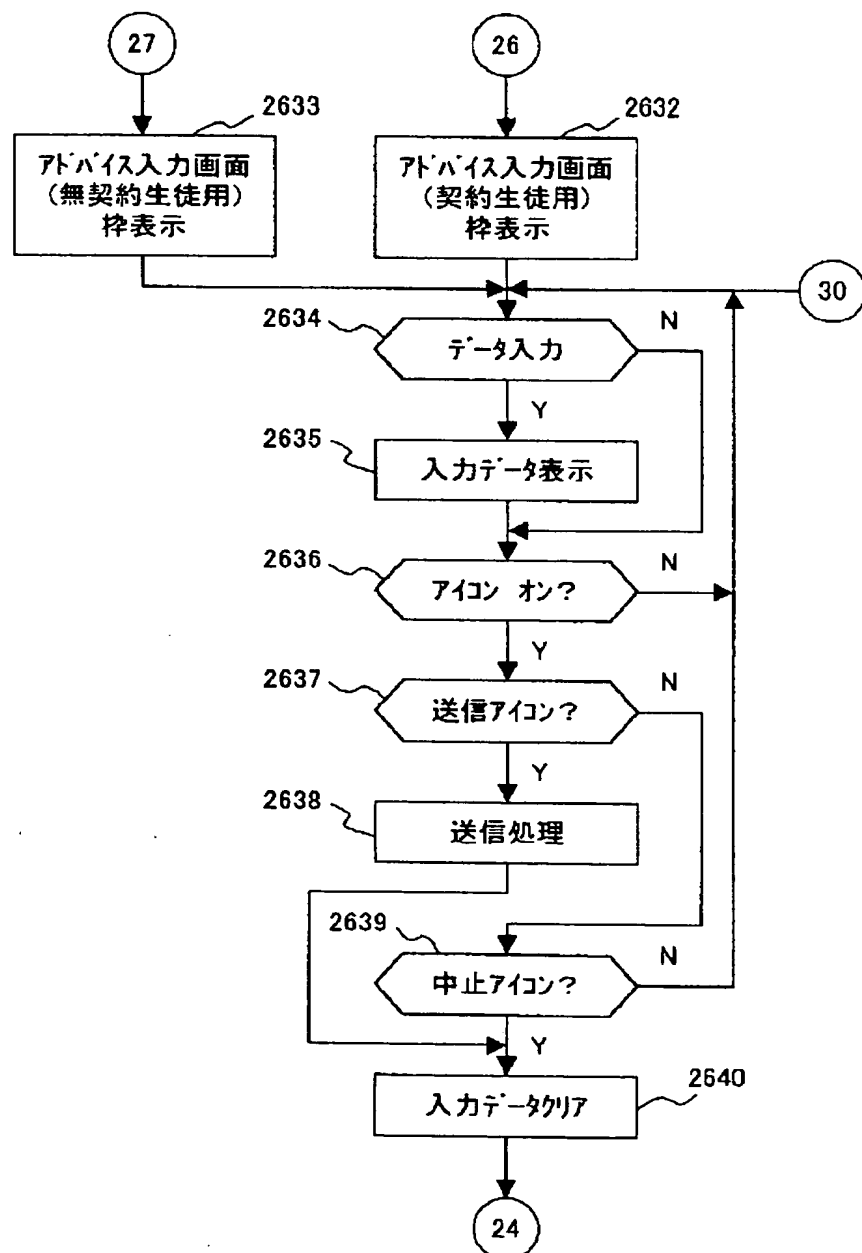 27
26
2633
2632
ｱﾄﾞﾊﾞｲｽ入力画面
（無契約生徒用）
枠表示
ｱﾄﾞﾊﾞｲｽ入力画面
（契約生徒用）
枠表示
30
2634
N
データ入力
Y
2635
入力データ表示
2636
N
アイコン オン？
Y
2637
N
送信アイコン？
Y
2638
送信処理
2639
N
中止アイコン？
Y
2640
入力データクリア
24